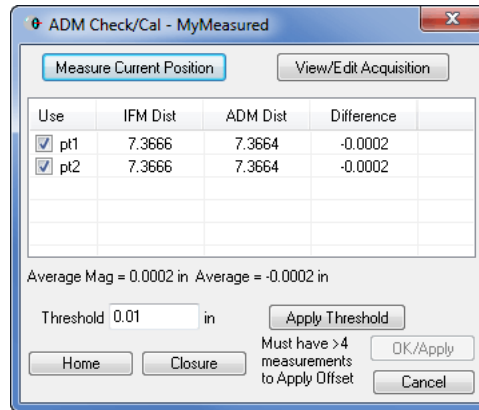 ADM Check/Cal - MyMeasured
Measure Current Position View/Edit Acquisition
Use IFM Dist ADM Dist Difference
pt1 7.3666 7.3664 -0.0002
pt2 7.3666 7.3664 -0.0002
Average Mag = 0.0002 in Average = -0.0002 in
Threshold 0.01 in Apply Threshold
Must have >4
measurements
to Apply Offset
Home Closure OK/Apply
Cancel